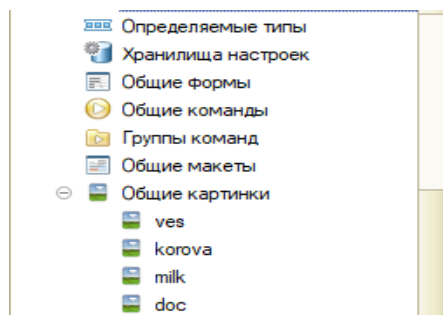 Определяемые типы
Хранилища настроек
Общие формы
Общие команды
Группы команд
Общие макеты
Общие картинки
ves
korova
milk
doc